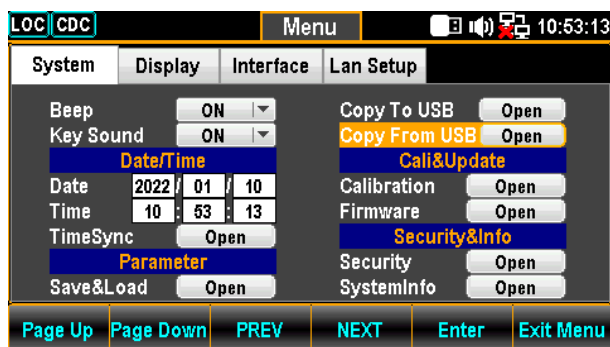 LOC CDC Menu 10:53:13
System Display Interface Lan Setup
Beep ON Copy To USB Open
Key Sound ON Copy From USB Open
Date/Time Cali&Update
Date 2022 / 01 / 10 Calibration Open
Time 10 : 53 : 13 Firmware Open
TimeSync Open Security&Info
Parameter Security Open
Save&Load Open SystemInfo Open
Page Up Page Down PREV NEXT Enter Exit Menu